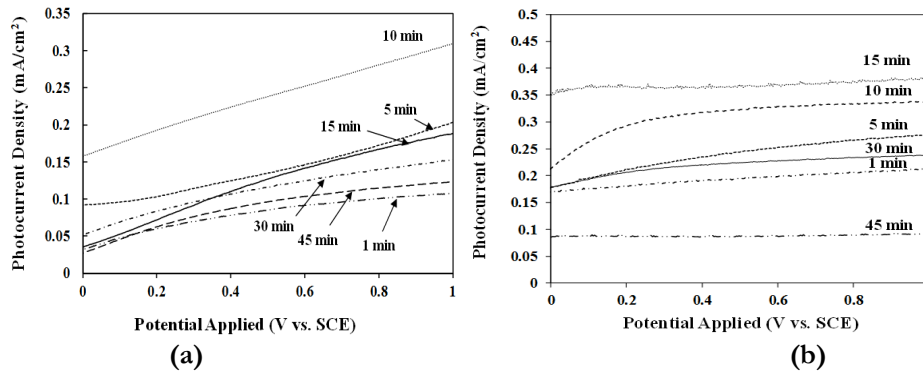 0.35
0.3
0.25
0.2
0.15
0.1
0.05
0
Photocurrent Density (mA/cm²)
10 min
5 min
15 min
30 min
45 min
1 min
0 0.2 0.4 0.6 0.8 1
Potential Applied (V vs. SCE)
(a)
0.5
0.45
0.4
0.35
0.3
0.25
0.2
0.15
0.1
0.05
0
Photocurrent Density (mA/cm²)
15 min
10 min
5 min
30 min
1 min
45 min
0 0.2 0.4 0.6 0.8
Potential Applied (V vs. SCE)
(b)